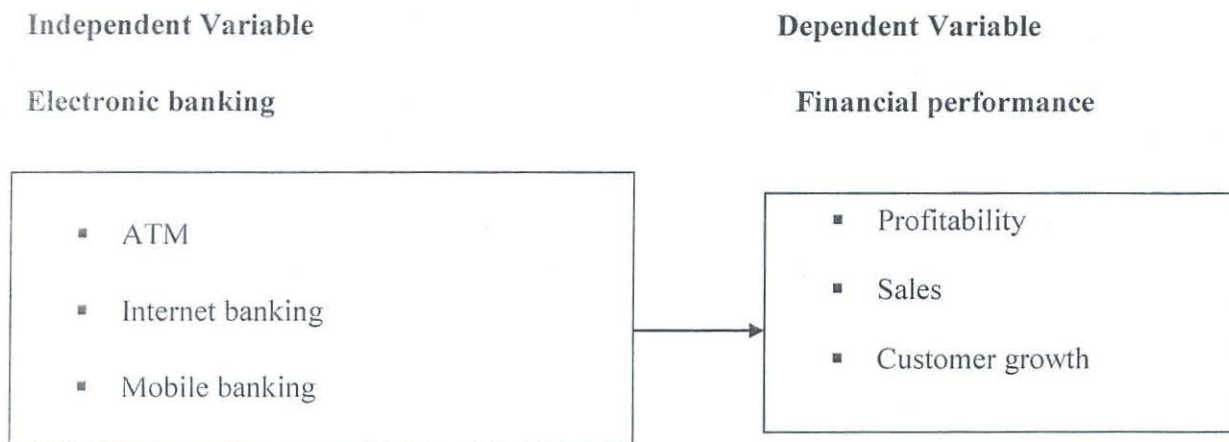 Independent Variable
Dependent Variable
Electronic banking
Financial performance
▪ ATM
▪ Internet banking
▪ Mobile banking
▪ Profitability
▪ Sales
▪ Customer growth